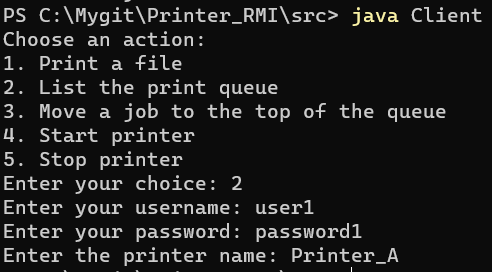 PS C:\Mygit\Printer_RMI\src> java Client
Choose an action:
1. Print a file
2. List the print queue
3. Move a job to the top of the queue
4. Start printer
5. Stop printer
Enter your choice: 2
Enter your username: user1
Enter your password: password1
Enter the printer name: Printer_A